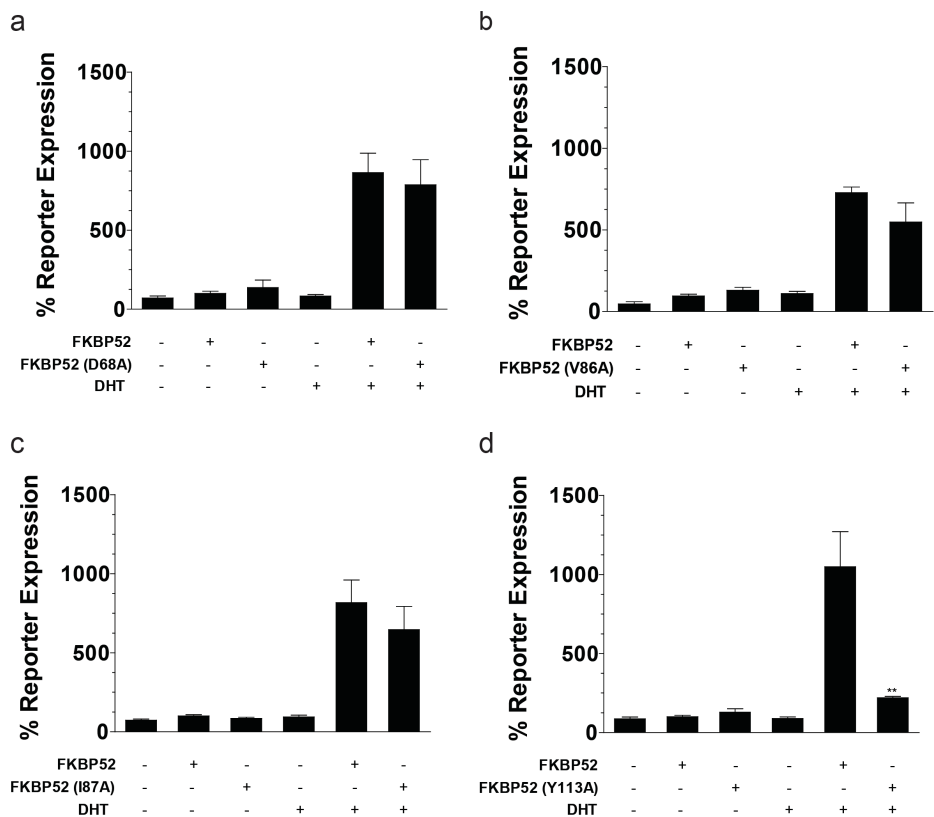 a
% Reporter Expression
1500
1000
500
0
FKBP52 - + - - + -
FKBP52 (D68A) - - + - - +
DHT - - - + + +
b
% Reporter Expression
1500
1000
500
0
FKBP52 - + - - + -
FKBP52 (V86A) - - + - - +
DHT - - - + + +
c
% Reporter Expression
1500
1000
500
0
FKBP52 - + - - + -
FKBP52 (I87A) - - + - - +
DHT - - - + + +
d
% Reporter Expression
1500
1000
500
0
**
FKBP52 - + - - + -
FKBP52 (Y113A) - - + - - +
DHT - - - + + +